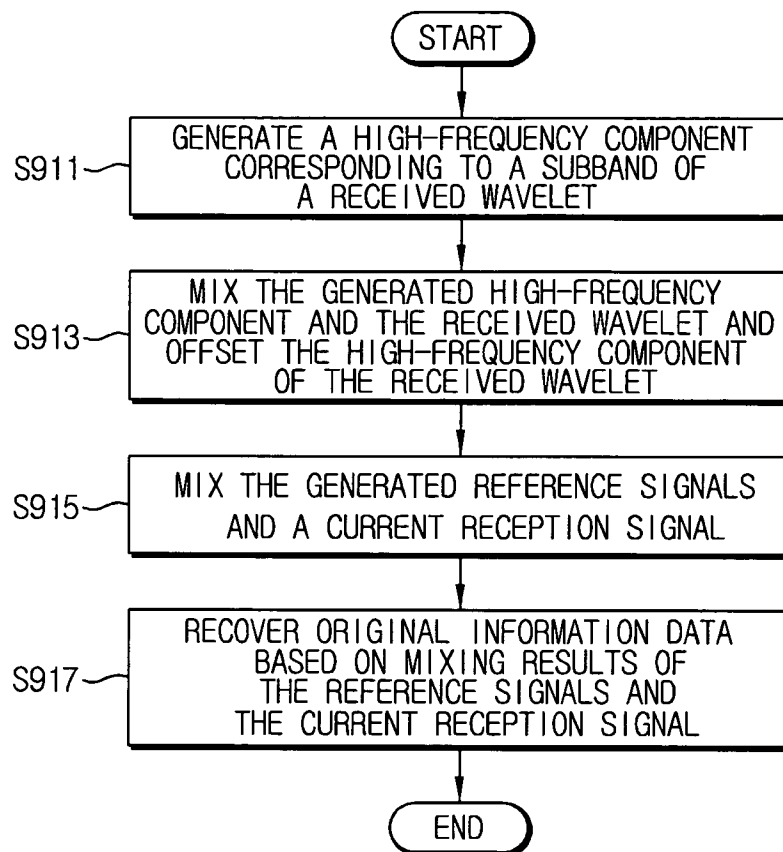 START
S911
GENERATE A HIGH-FREQUENCY COMPONENT
CORRESPONDING TO A SUBBAND OF
A RECEIVED WAVELET
S913
MIX THE GENERATED HIGH-FREQUENCY
COMPONENT AND THE RECEIVED WAVELET AND
OFFSET THE HIGH-FREQUENCY COMPONENT
OF THE RECEIVED WAVELET
S915
MIX THE GENERATED REFERENCE SIGNALS
AND A CURRENT RECEPTION SIGNAL
S917
RECOVER ORIGINAL INFORMATION DATA
BASED ON MIXING RESULTS OF
THE REFERENCE SIGNALS AND
THE CURRENT RECEPTION SIGNAL
END